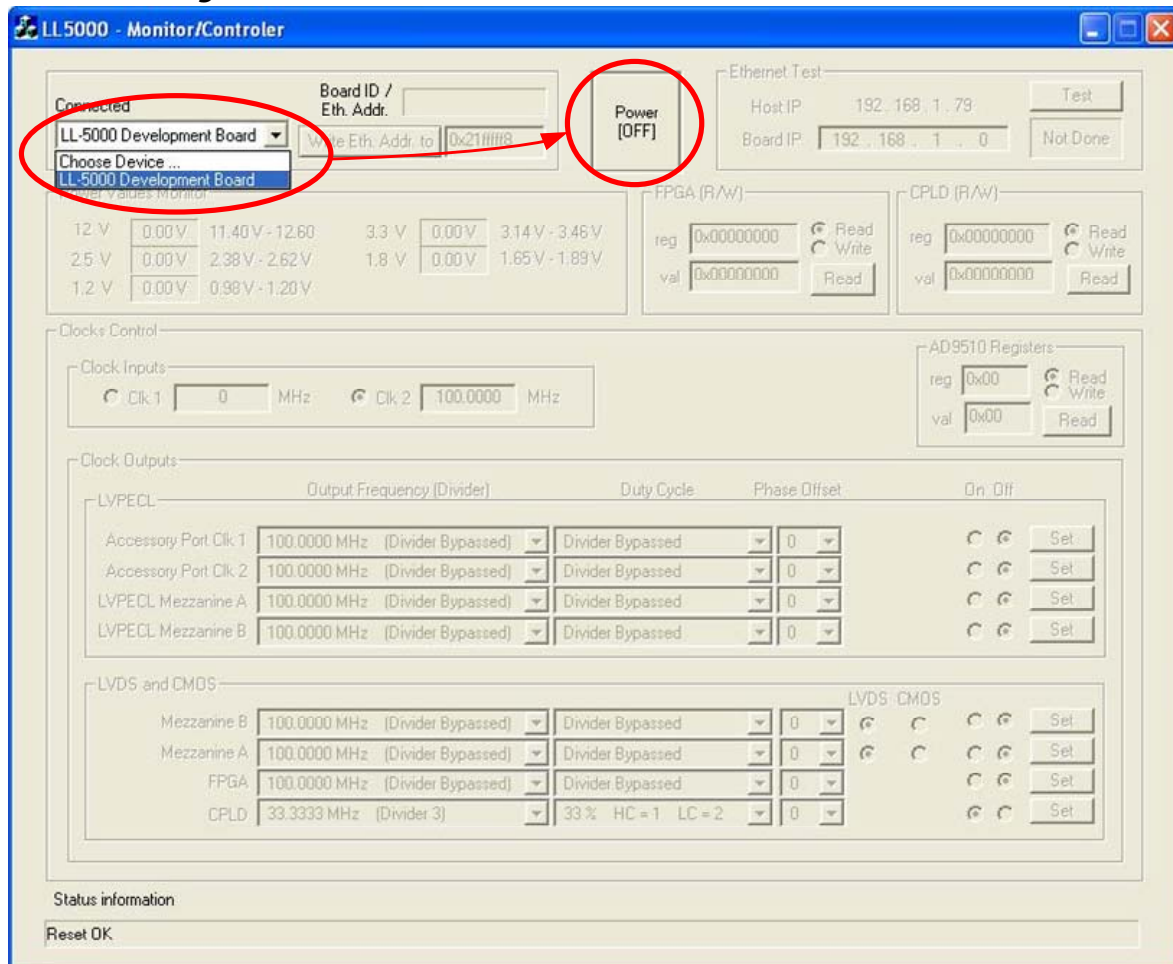 LL5000 - Monitor/Controler
Connected
Board ID /
Eth. Addr.
LL-5000 Development Board
Write Eth. Addr. to 0x21fffff8
Choose Device ...
LL-5000 Development Board
Power
[OFF]
Ethernet Test
Host IP 192 . 168 . 1 . 79 Test
Board IP 192 . 168 . 1 . 0 Not Done
Power Values Monitor
12 V 0.00 V 11.40 V - 12.60 3.3 V 0.00 V 3.14 V - 3.46 V
2.5 V 0.00 V 2.38 V - 2.62 V 1.8 V 0.00 V 1.65 V - 1.89 V
1.2 V 0.00 V 0.98 V - 1.20 V
FPGA (R/W)
reg 0x00000000 Read
Write
val 0x00000000 Read
CPLD (R/W)
reg 0x00000000 Read
Write
val 0x00000000 Read
Clocks Control
Clock Inputs
Clk 1 0 MHz Clk 2 100.0000 MHz
AD9510 Registers
reg 0x00 Read
Write
val 0x00 Read
Clock Outputs
LVPECL Output Frequency (Divider) Duty Cycle Phase Offset On Off
Accessory Port Clk 1 100.0000 MHz (Divider Bypassed) Divider Bypassed 0 Set
Accessory Port Clk 2 100.0000 MHz (Divider Bypassed) Divider Bypassed 0 Set
LVPECL Mezzanine A 100.0000 MHz (Divider Bypassed) Divider Bypassed 0 Set
LVPECL Mezzanine B 100.0000 MHz (Divider Bypassed) Divider Bypassed 0 Set
LVDS and CMOS
LVDS CMOS
Mezzanine B 100.0000 MHz (Divider Bypassed) Divider Bypassed 0 Set
Mezzanine A 100.0000 MHz (Divider Bypassed) Divider Bypassed 0 Set
FPGA 100.0000 MHz (Divider Bypassed) Divider Bypassed 0 Set
CPLD 33.3333 MHz (Divider 3) 33 % HC = 1 LC = 2 0 Set
Status information
Reset OK